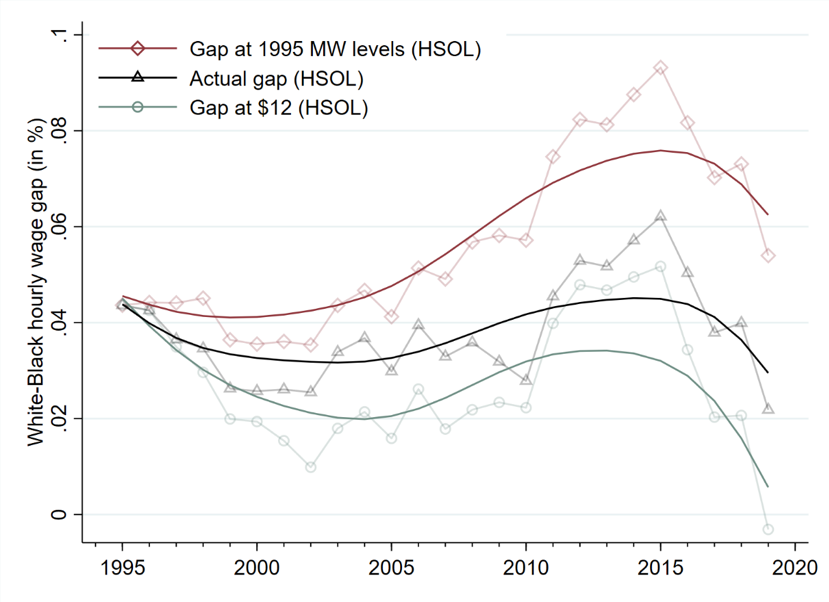 Gap at 1995 MW levels (HSOL)
Actual gap (HSOL)
Gap at $12 (HSOL)
White-Black hourly wage gap (in %)
.1
.08
.06
.04
.02
0
1995 2000 2005 2010 2015 2020